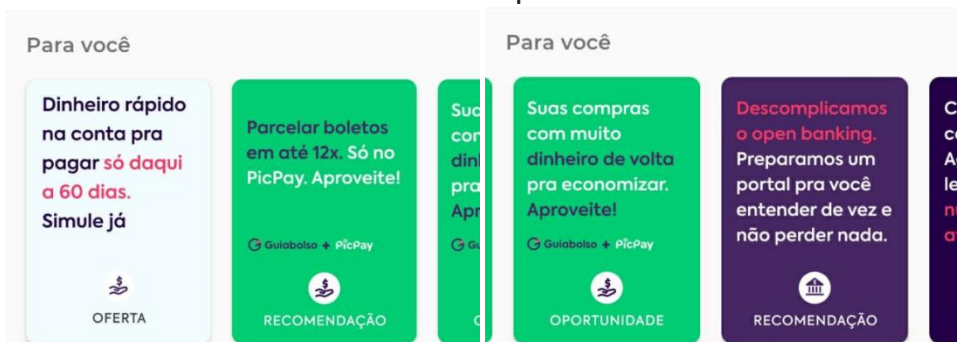 Para você
Dinheiro rápido
na conta pra
pagar só daqui
a 60 dias.
Simule já
OFERTA
Parcelar boletos
em até 12x. Só no
PicPay. Aproveite!
Guiabolso + PicPay
RECOMENDAÇÃO
Para você
Suas compras
com muito
dinheiro de volta
pra economizar.
Aproveite!
Guiabolso + PicPay
OPORTUNIDADE
Descomplicamos
o open banking.
Preparamos um
portal pra você
entender de vez e
não perder nada.
RECOMENDAÇÃO